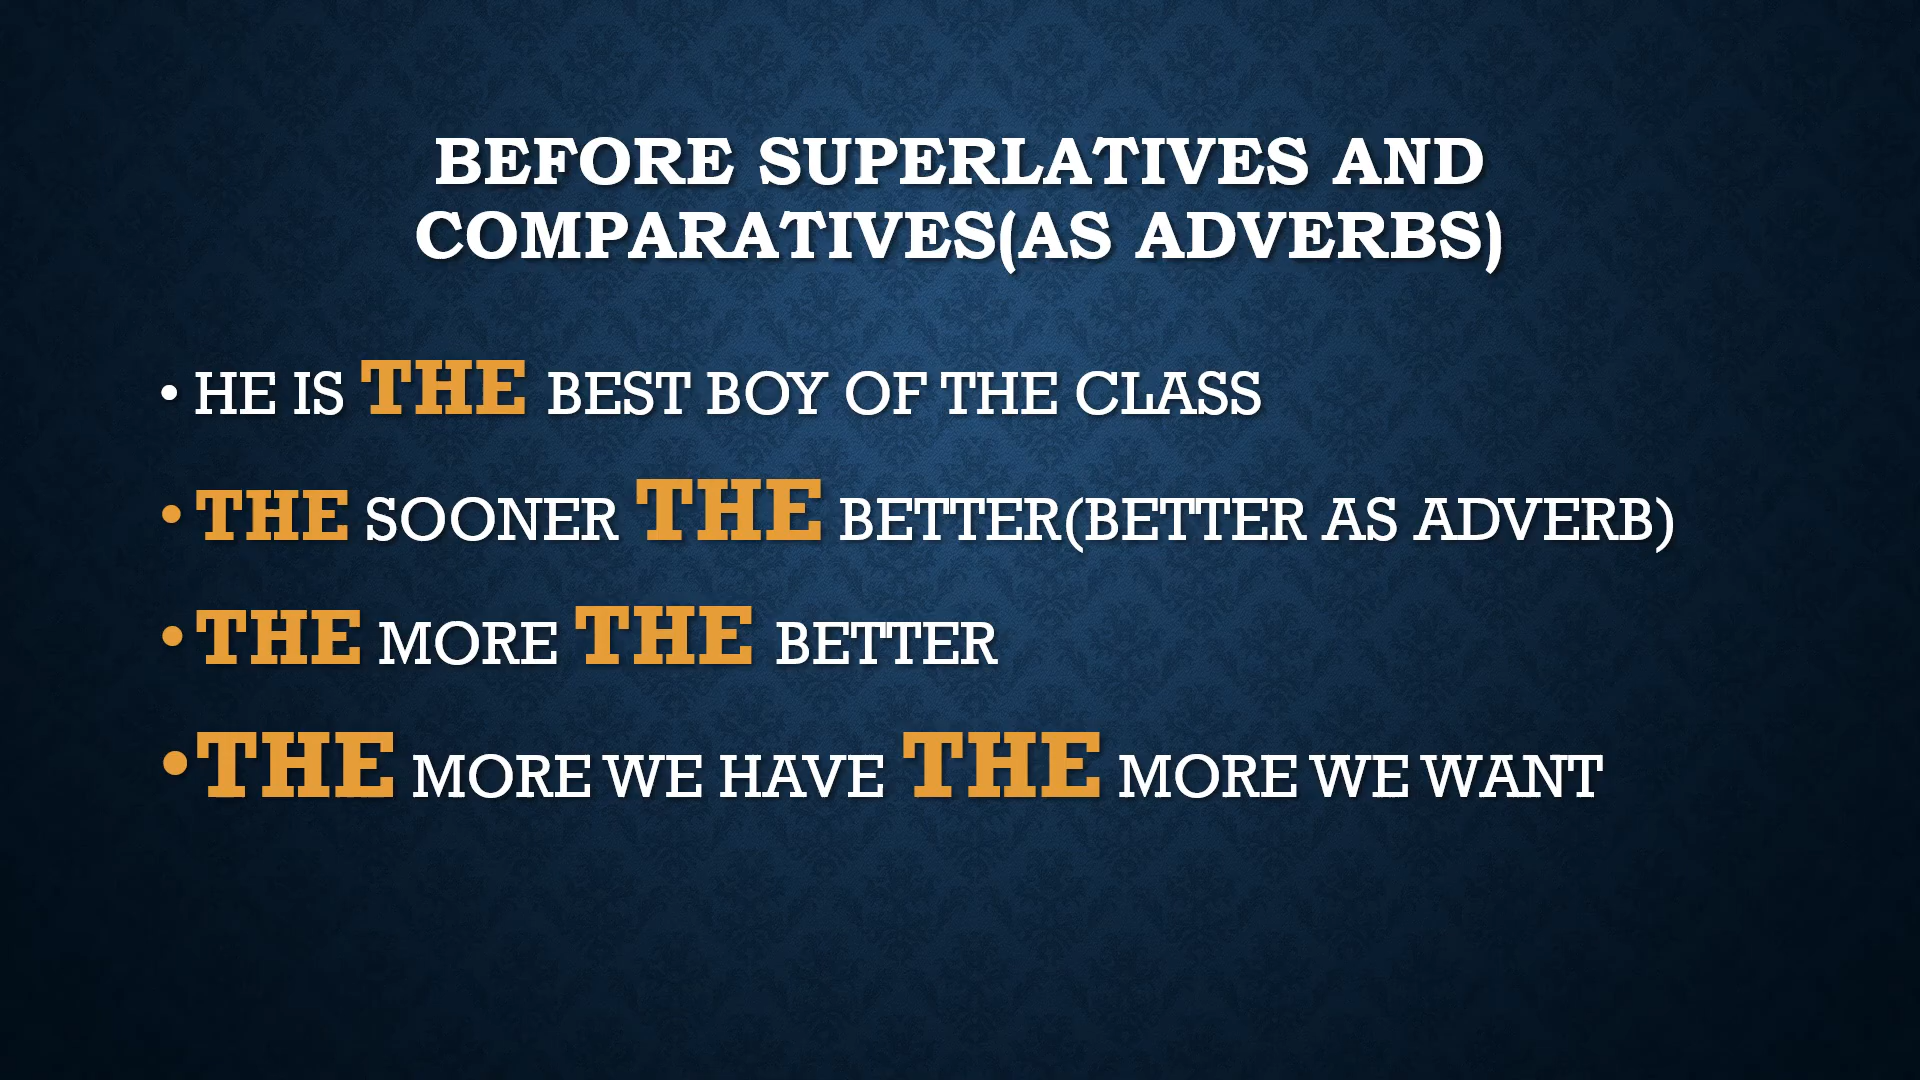 BEFORE SUPERLATIVES AND
COMPARATIVES(AS ADVERBS)
• HE IS THE BEST BOY OF THE CLASS
• THE SOONER THE BETTER(BETTER AS ADVERB)
• THE MORE THE BETTER
• THE MORE WE HAVE THE MORE WE WANT